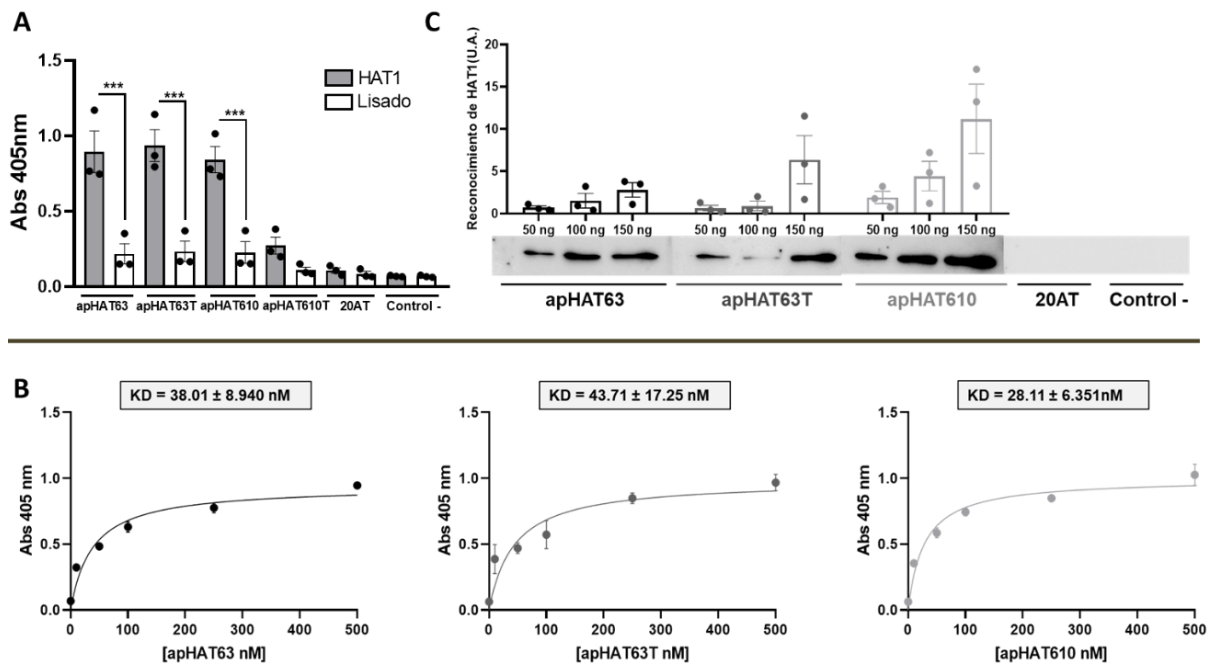 A
Abs 405nm
1.5
1.0
0.5
0.0
***
***
***
HAT1
Lisado
apHAT63
apHAT63T
apHAT610
apHAT610T
20AT
Control -
C
Reconocimiento de HAT1(U.A.)
20
15
10
5
0
50 ng 100 ng 150 ng
50 ng 100 ng 150 ng
50 ng 100 ng 150 ng
apHAT63
apHAT63T
apHAT610
20AT
Control -
B
KD = 38.01 ± 8.940 nM
Abs 405 nm
1.5
1.0
0.5
0.0
0 100 200 300 400 500
[apHAT63 nM]
KD = 43.71 ± 17.25 nM
Abs 405 nm
1.5
1.0
0.5
0.0
0 100 200 300 400 500
[apHAT63T nM]
KD = 28.11 ± 6.351nM
Abs 405 nm
1.5
1.0
0.5
0.0
0 100 200 300 400 500
[apHAT610 nM]